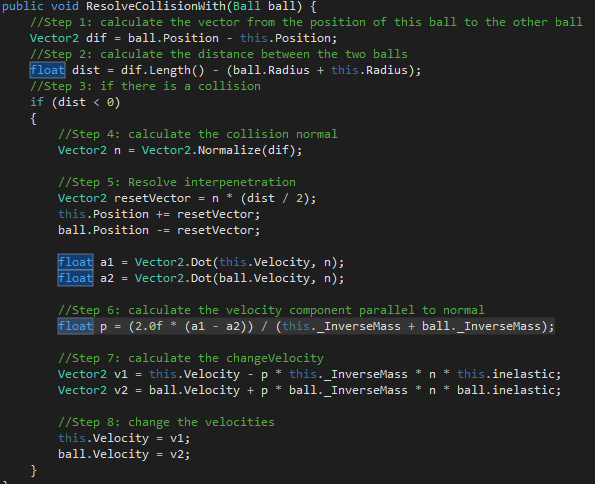 public void ResolveCollisionWith(Ball ball) {
//Step 1: calculate the vector from the position of this ball to the other ball
Vector2 dif = ball.Position - this.Position;
//Step 2: calculate the distance between the two balls
float dist = dif.Length() - (ball.Radius + this.Radius);
//Step 3: if there is a collision
if (dist < 0)
{
//Step 4: calculate the collision normal
Vector2 n = Vector2.Normalize(dif);
//Step 5: Resolve interpenetration
Vector2 resetVector = n * (dist / 2);
this.Position += resetVector;
ball.Position -= resetVector;
float a1 = Vector2.Dot(this.Velocity, n);
float a2 = Vector2.Dot(ball.Velocity, n);
//Step 6: calculate the velocity component parallel to normal
float p = (2.0f * (a1 - a2)) / (this._InverseMass + ball._InverseMass);
//Step 7: calculate the changeVelocity
Vector2 v1 = this.Velocity - p * this._InverseMass * n * this.inelastic;
Vector2 v2 = ball.Velocity + p * ball._InverseMass * n * ball.inelastic;
//Step 8: change the velocities
this.Velocity = v1;
ball.Velocity = v2;
}